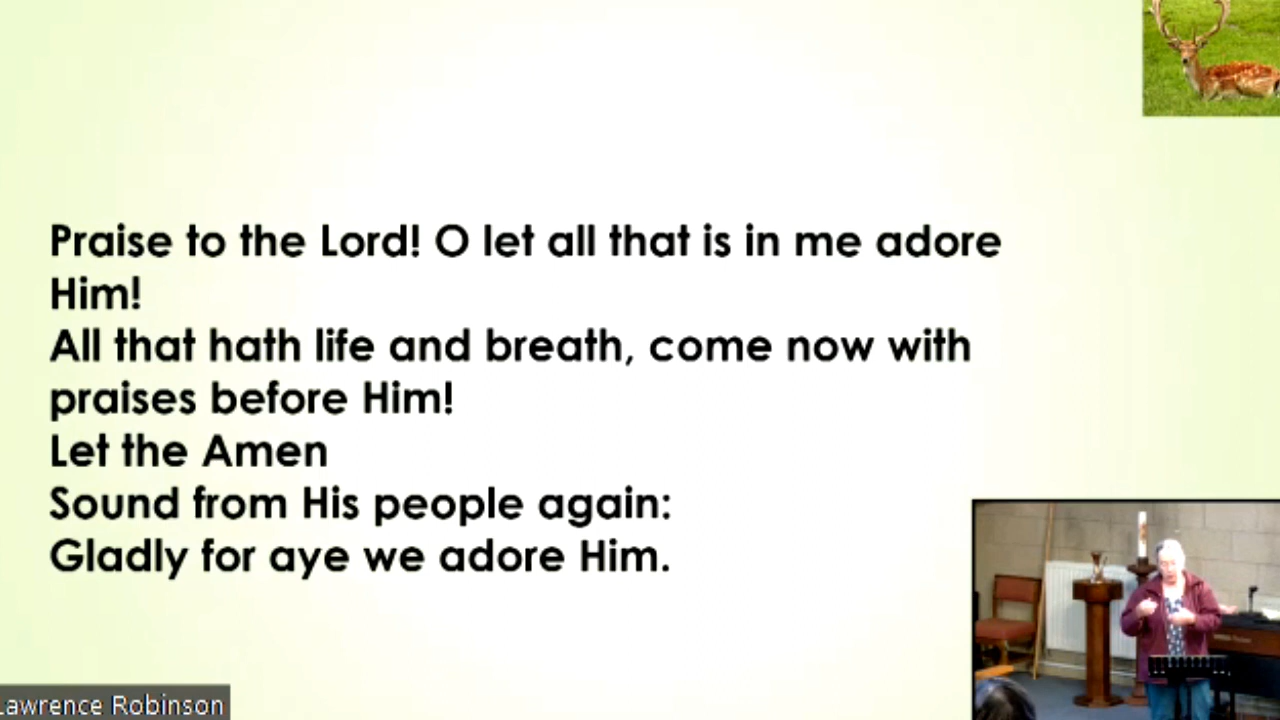 Praise to the Lord! O let all that is in me adore
Him!
All that hath life and breath, come now with
praises before Him!
Let the Amen
Sound from His people again:
Gladly for aye we adore Him.
Lawrence Robinson